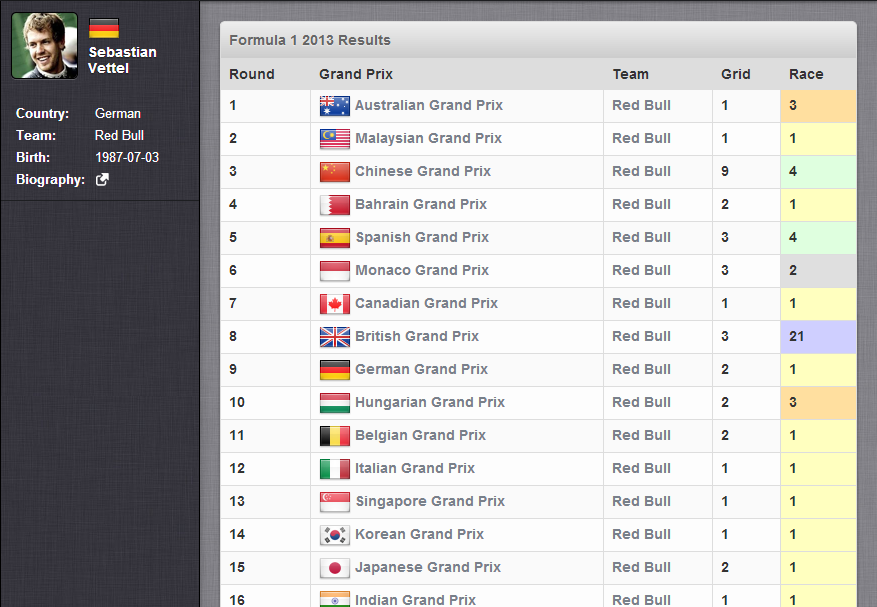 Sebastian
Vettel
Country: German
Team: Red Bull
Birth: 1987-07-03
Biography:
Formula 1 2013 Results
Round Grand Prix Team Grid Race
1 Australian Grand Prix Red Bull 1 3
2 Malaysian Grand Prix Red Bull 1 1
3 Chinese Grand Prix Red Bull 9 4
4 Bahrain Grand Prix Red Bull 2 1
5 Spanish Grand Prix Red Bull 3 4
6 Monaco Grand Prix Red Bull 3 2
7 Canadian Grand Prix Red Bull 1 1
8 British Grand Prix Red Bull 3 21
9 German Grand Prix Red Bull 2 1
10 Hungarian Grand Prix Red Bull 2 3
11 Belgian Grand Prix Red Bull 2 1
12 Italian Grand Prix Red Bull 1 1
13 Singapore Grand Prix Red Bull 1 1
14 Korean Grand Prix Red Bull 1 1
15 Japanese Grand Prix Red Bull 2 1
16 Indian Grand Prix Red Bull 1 1